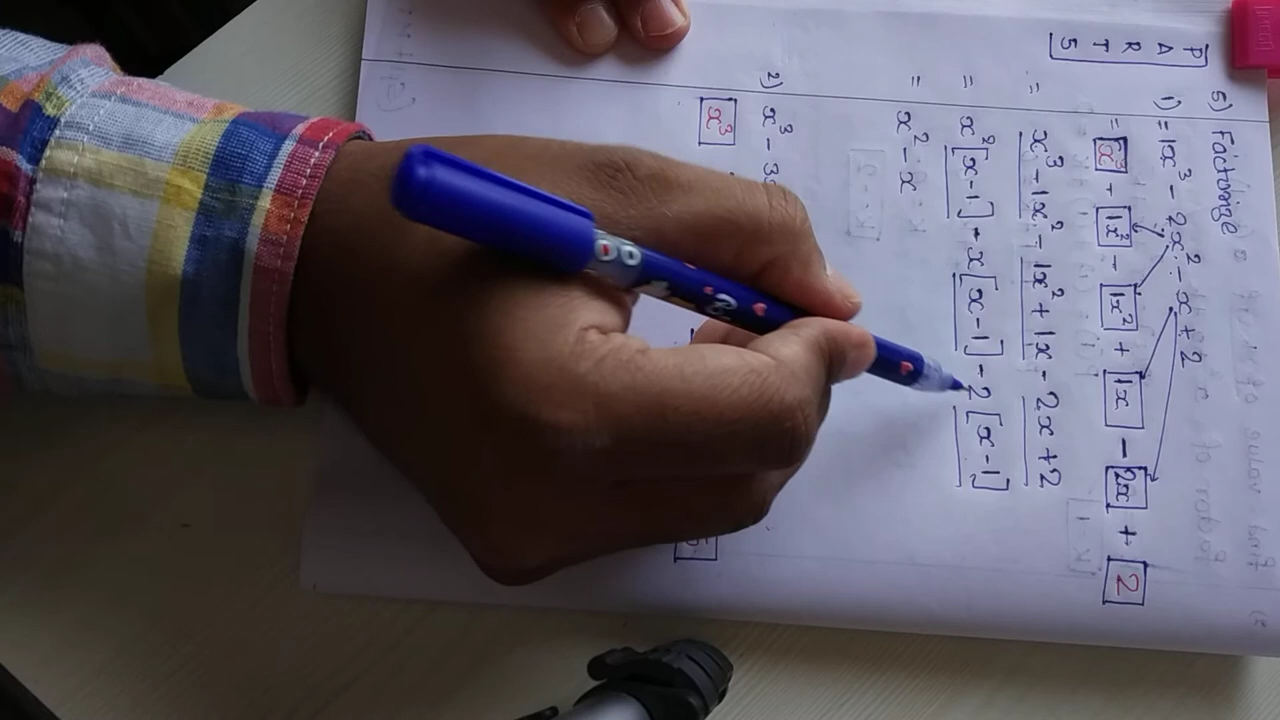 PART
5
5) Factorize
1) = 1x³ - 2x² - x + 2
= x³ + 1x² - 1x² + 1x - 2x + 2
= x³ - 1x² - 1x² + 1x - 2x + 2
= x²[x-1] - x[x-1] - 2[x-1]
= x² - x
2) x³ - 3
x³